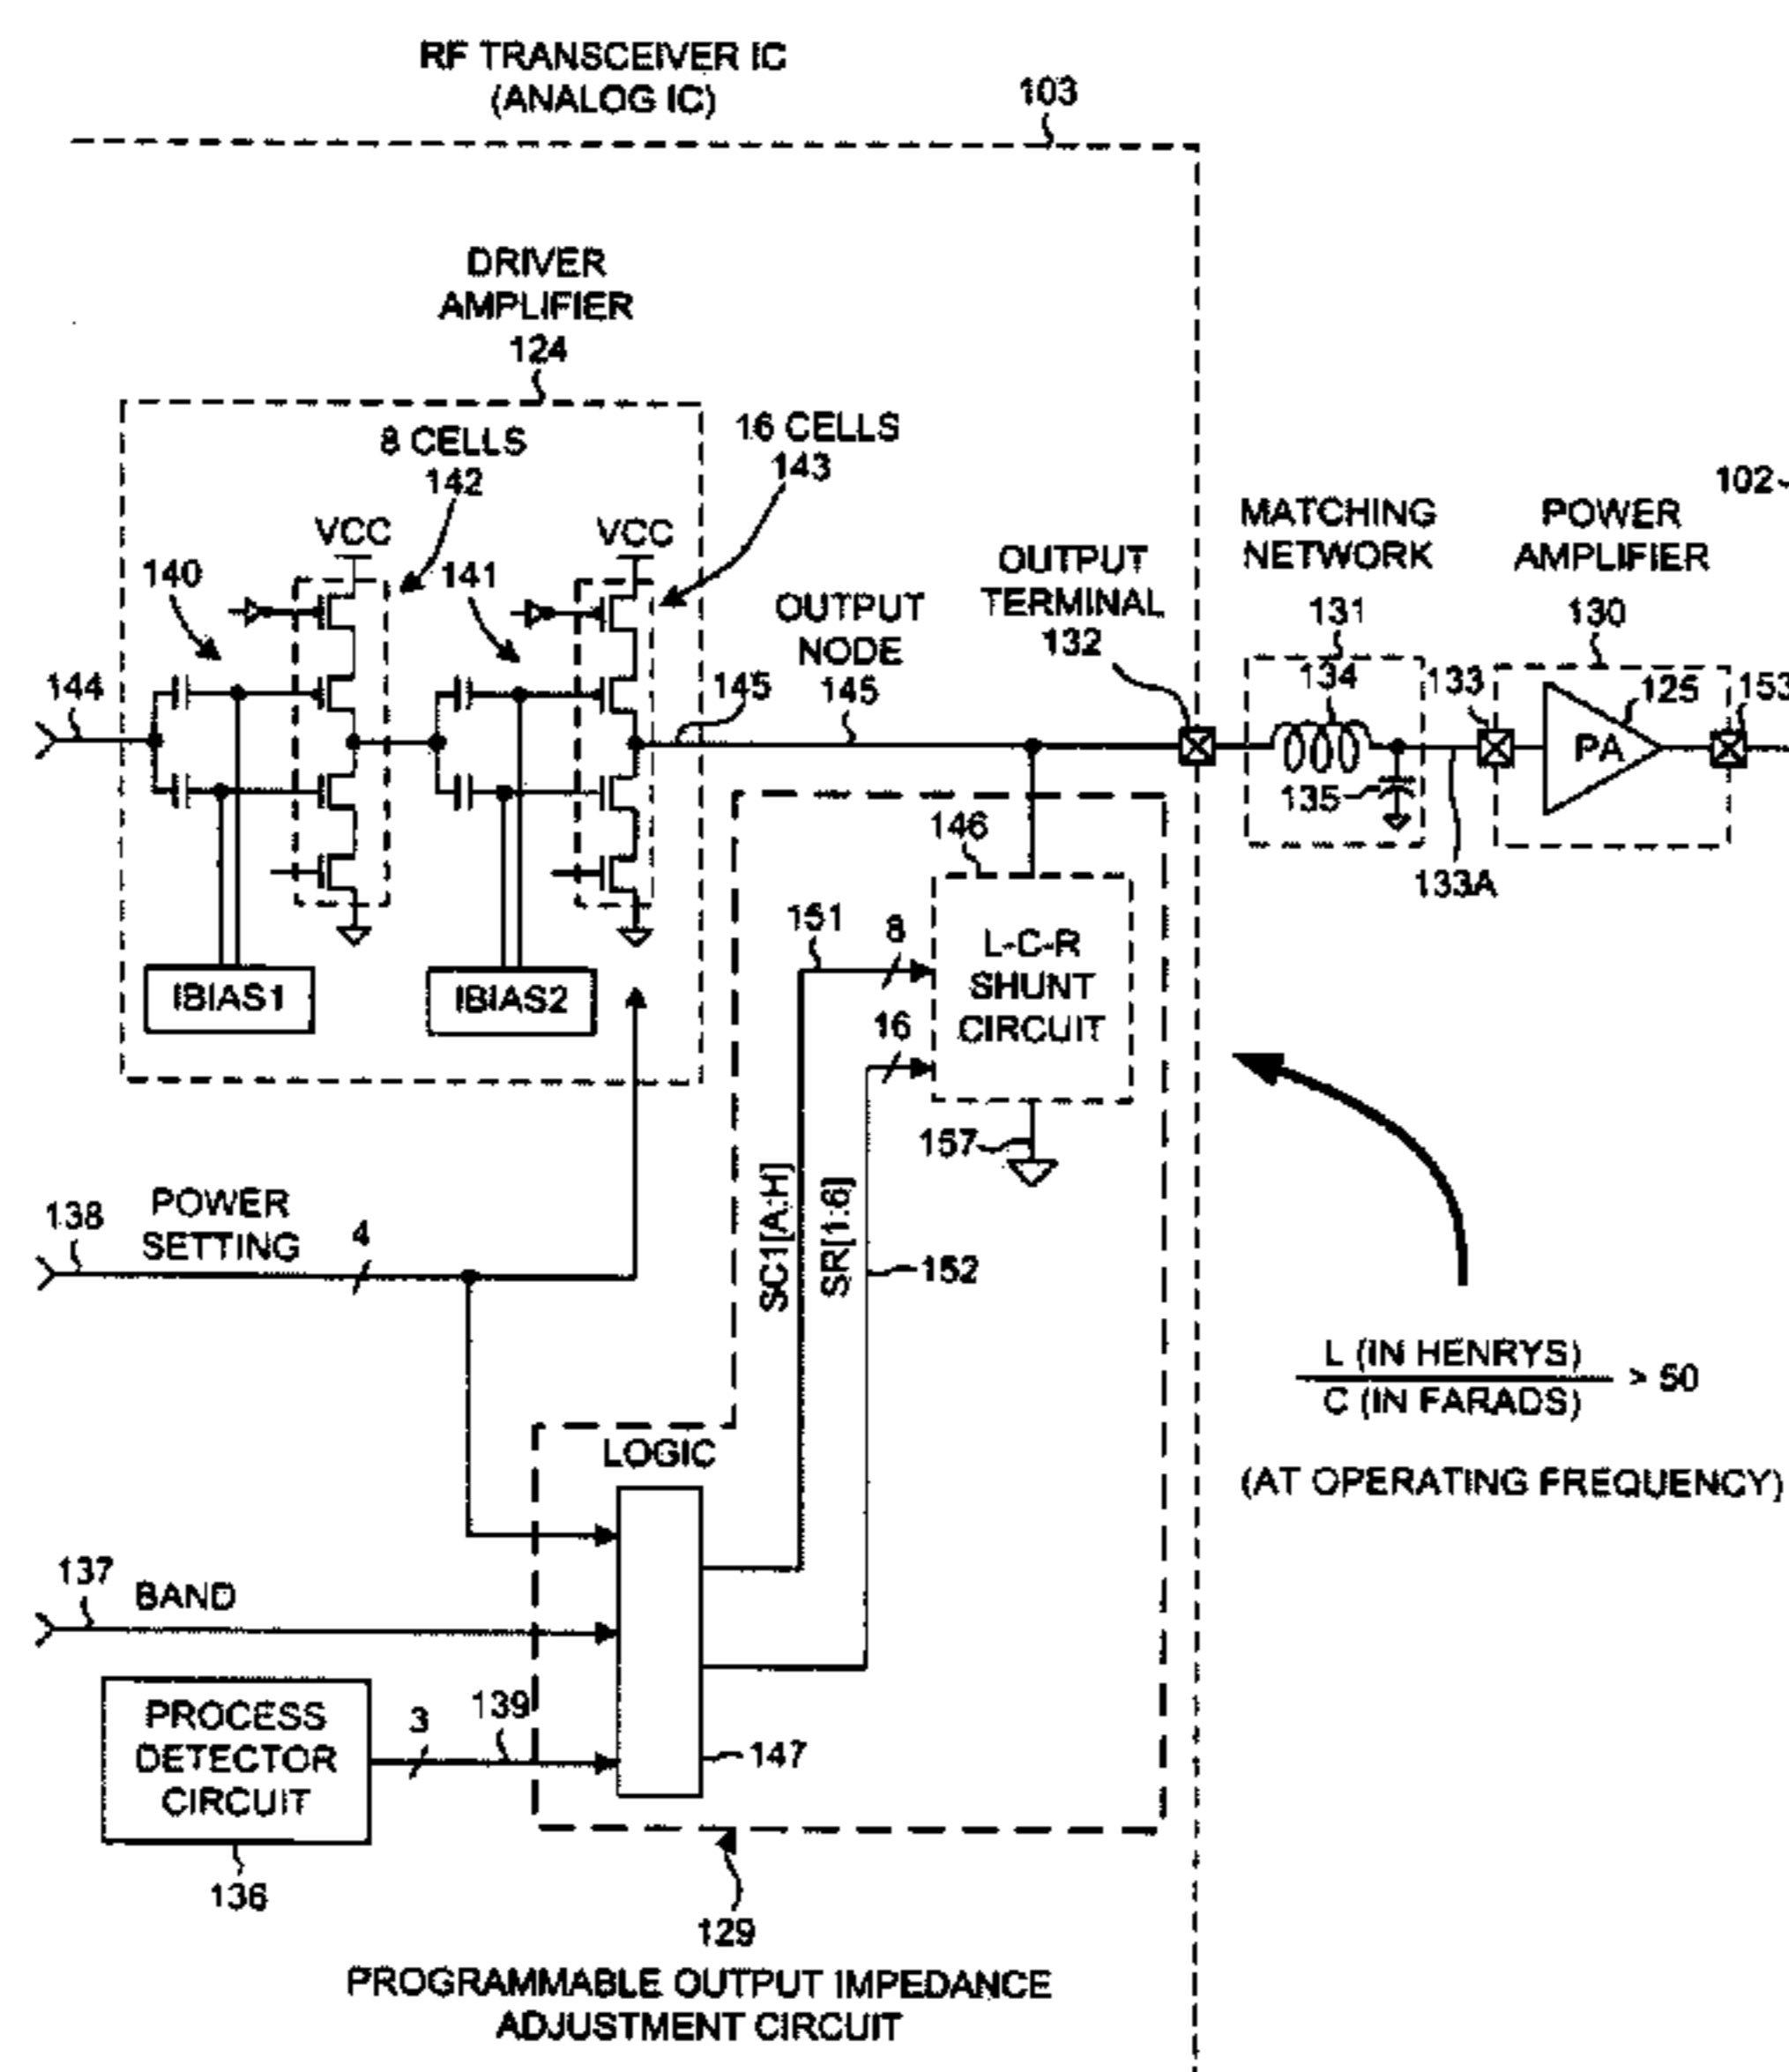 RF TRANSCEIVER IC
(ANALOG IC)
103
DRIVER
AMPLIFIER
124
8 CELLS
142
16 CELLS
143
102
VCC
VCC
140
141
MATCHING
NETWORK
131
POWER
AMPLIFIER
130
OUTPUT
TERMINAL
132
OUTPUT
NODE
145
145
144
134
133
125
153
PA
135
133A
146
151
8
L-C-R
SHUNT
CIRCUIT
16
IBIAS1
IBIAS2
157
SC1[A:H]
SR[1:6]
152
138
POWER
SETTING
4
L (IN HENRYS)
C (IN FARADS)
> 50
(AT OPERATING FREQUENCY)
LOGIC
137
BAND
PROCESS
DETECTOR
CIRCUIT
3
139
147
136
129
PROGRAMMABLE OUTPUT IMPEDANCE
ADJUSTMENT CIRCUIT